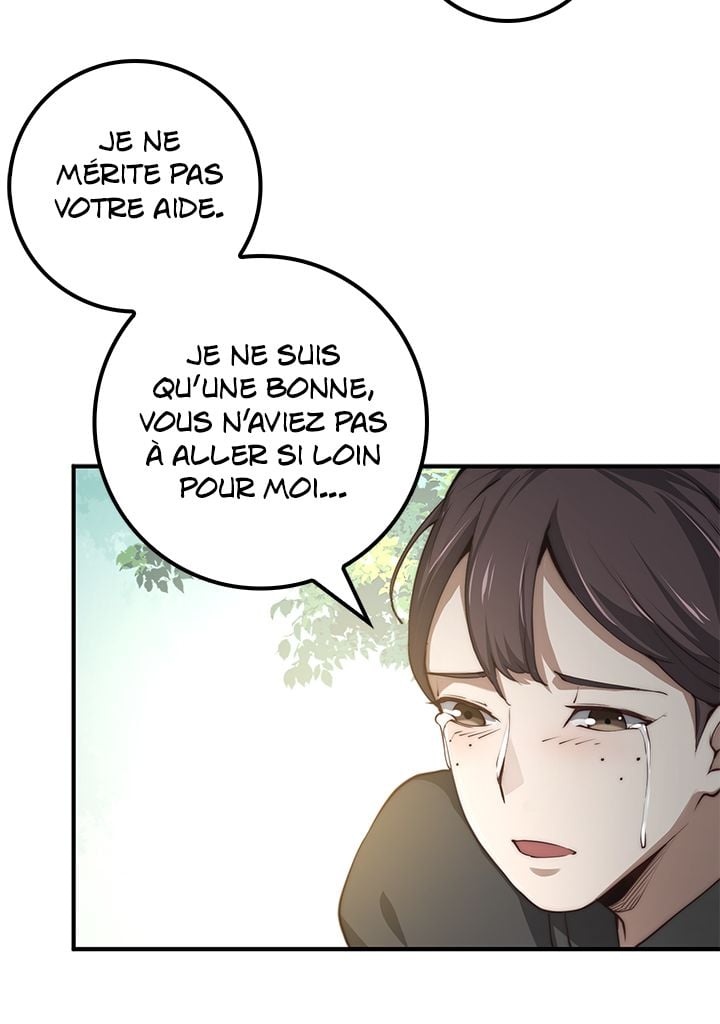 JE NE
MÉRITE PAS
VOTRE AIDE.
JE NE SUIS
QU'UNE BONNE,
VOUS N'AVIEZ PAS
À ALLER SI LOIN
POUR MOI...